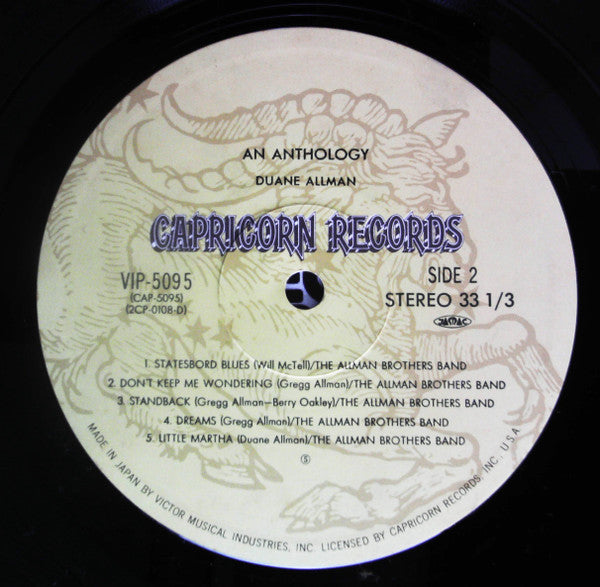 AN ANTHOLOGY
DUANE ALLMAN
CAPRICORN RECORDS
VIP-5095
(CAP-5095)
(2CP-0108-D)
SIDE 2
STEREO 33 1/3
1. STATESBORD BLUES (Will McTell)/THE ALLMAN BROTHERS BAND
2. DON'T KEEP ME WONDERING (Gregg Allman)/THE ALLMAN BROTHERS BAND
3. STANDBACK (Gregg Allman–Berry Oakley)/THE ALLMAN BROTHERS BAND
4. DREAMS (Gregg Allman)/THE ALLMAN BROTHERS BAND
5. LITTLE MARTHA (Duane Allman)/THE ALLMAN BROTHERS BAND
Ⓢ
MADE IN JAPAN BY VICTOR MUSICAL INDUSTRIES, INC. LICENSED BY CAPRICORN RECORDS, INC., U.S.A.